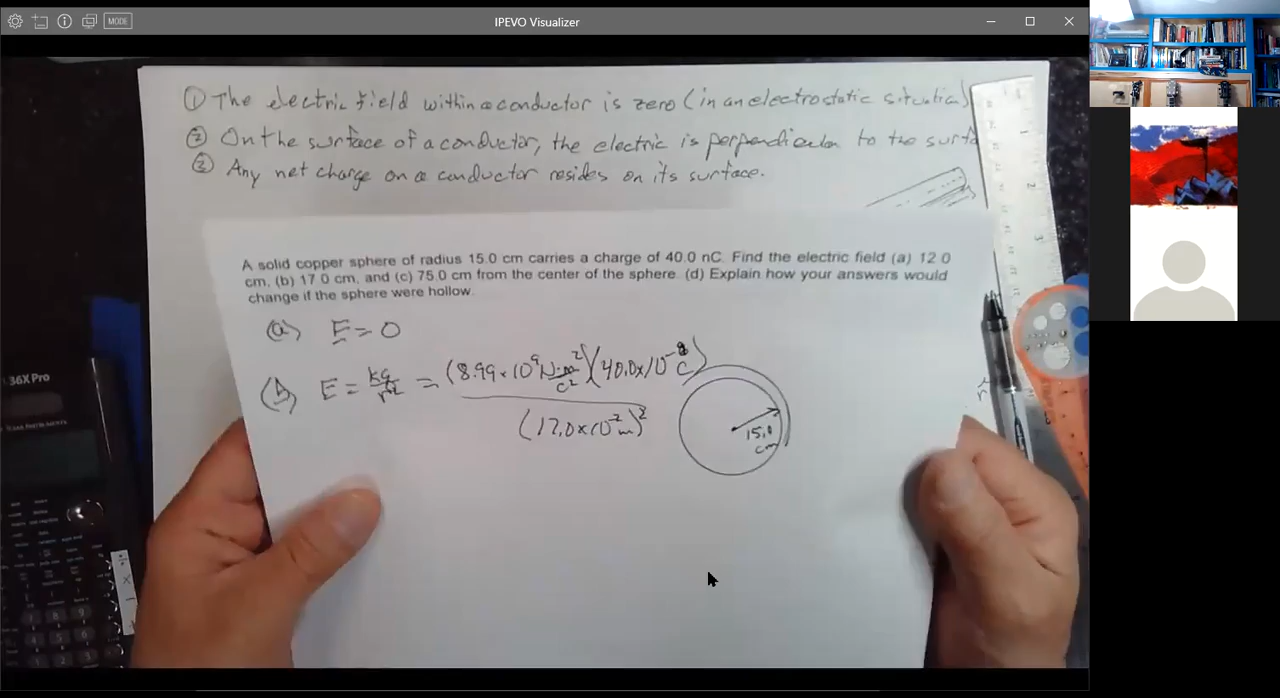 IPEVO Visualizer
MODE
① The electric field within a conductor is zero (in an electrostatic situation)
② On the surface of a conductor, the electric is perpendicular to the surfa
② Any net charge on a conductor resides on its surface.
A solid copper sphere of radius 15.0 cm carries a charge of 40.0 nC. Find the electric field (a) 12.0
cm, (b) 17.0 cm, and (c) 75.0 cm from the center of the sphere. (d) Explain how your answers would
change if the sphere were hollow.
(a) E = 0
(b) E = kq/r² = (8.99 × 10⁹ N·m²/C²)(40.0 × 10⁻⁹ C) / (17.0 × 10⁻² m)²
15.0
cm
36X Pro